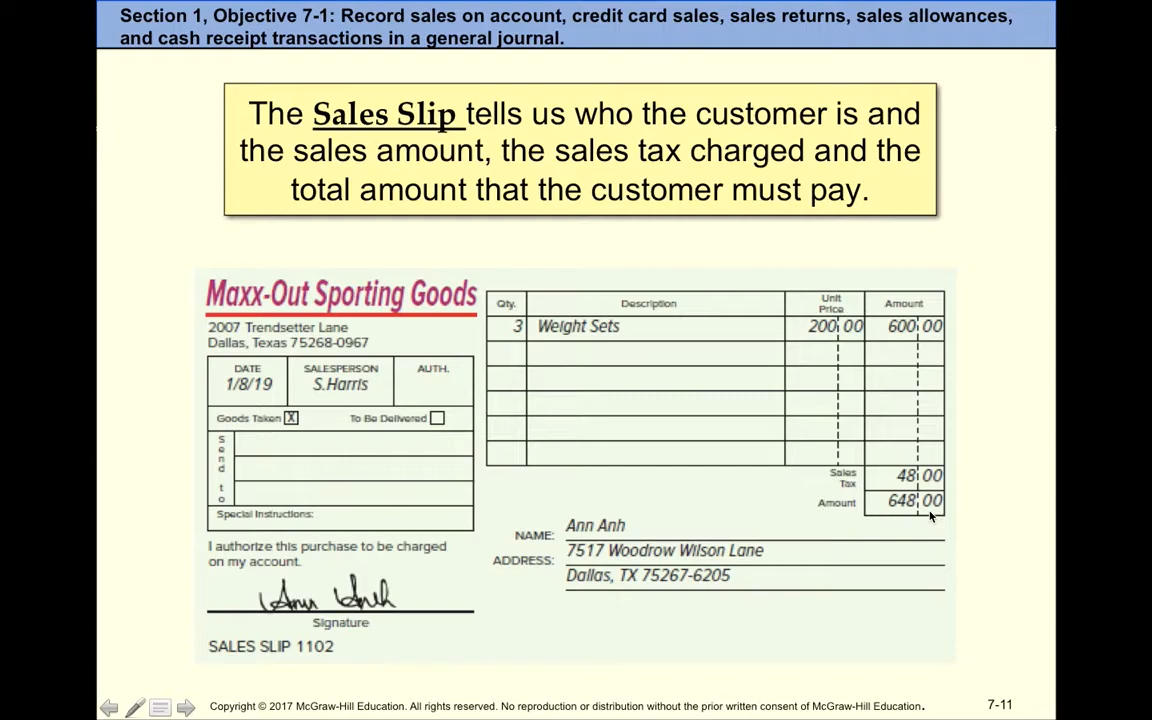 Section 1, Objective 7-1: Record sales on account, credit card sales, sales returns, sales allowances,
and cash receipt transactions in a general journal.
The Sales Slip tells us who the customer is and
the sales amount, the sales tax charged and the
total amount that the customer must pay.
Maxx-Out Sporting Goods
2007 Trendsetter Lane
Dallas, Texas 75268-0967
DATE SALESPERSON AUTH.
1/8/19 S.Harris
Goods Taken X To Be Delivered
Send to
Special Instructions:
I authorize this purchase to be charged
on my account.
Ann Anh
Signature
SALES SLIP 1102
Qty. Description Unit Price Amount
3 Weight Sets 200 00 600 00
Sales Tax 48 00
Amount 648 00
NAME: Ann Anh
ADDRESS: 7517 Woodrow Wilson Lane
Dallas, TX 75267-6205
Copyright © 2017 McGraw-Hill Education. All rights reserved. No reproduction or distribution without the prior written consent of McGraw-Hill Education.
7-11